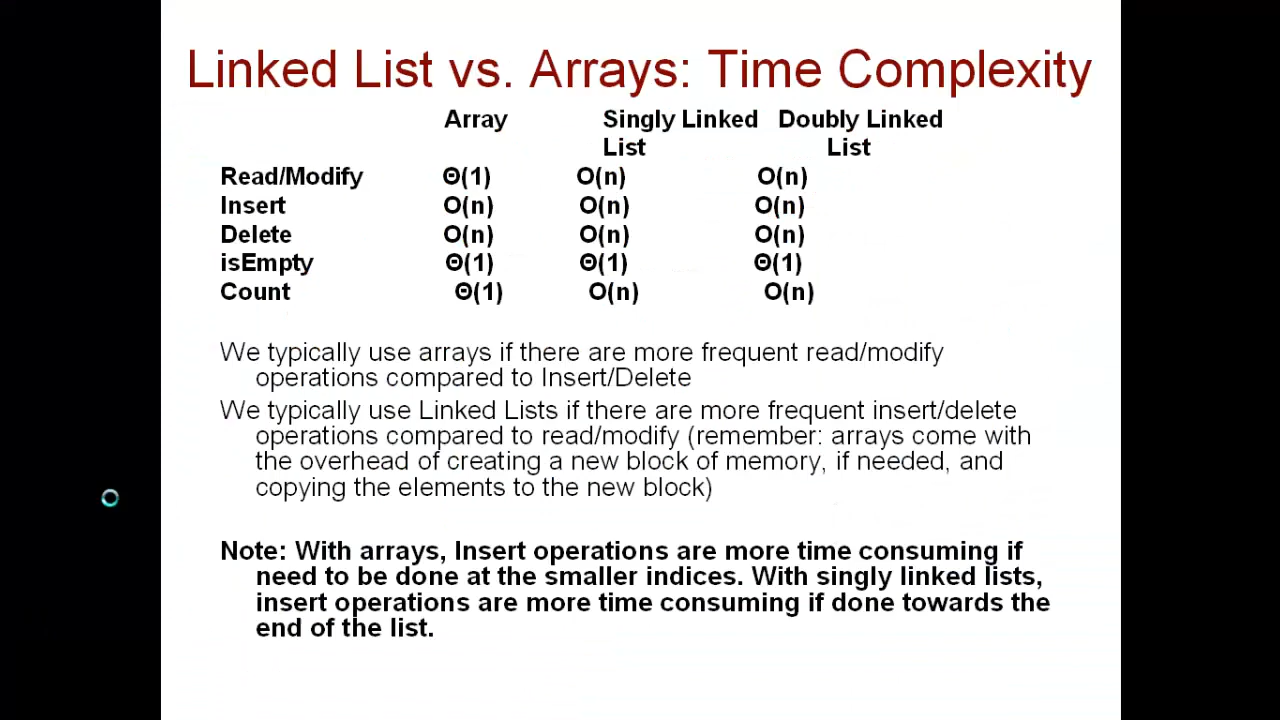 Linked List vs. Arrays: Time Complexity
Array Singly Linked List Doubly Linked List
Read/Modify Θ(1) O(n) O(n)
Insert O(n) O(n) O(n)
Delete O(n) O(n) O(n)
isEmpty Θ(1) Θ(1) Θ(1)
Count Θ(1) O(n) O(n)
We typically use arrays if there are more frequent read/modify
operations compared to Insert/Delete
We typically use Linked Lists if there are more frequent insert/delete
operations compared to read/modify (remember: arrays come with
the overhead of creating a new block of memory, if needed, and
copying the elements to the new block)
Note: With arrays, Insert operations are more time consuming if
need to be done at the smaller indices. With singly linked lists,
insert operations are more time consuming if done towards the
end of the list.